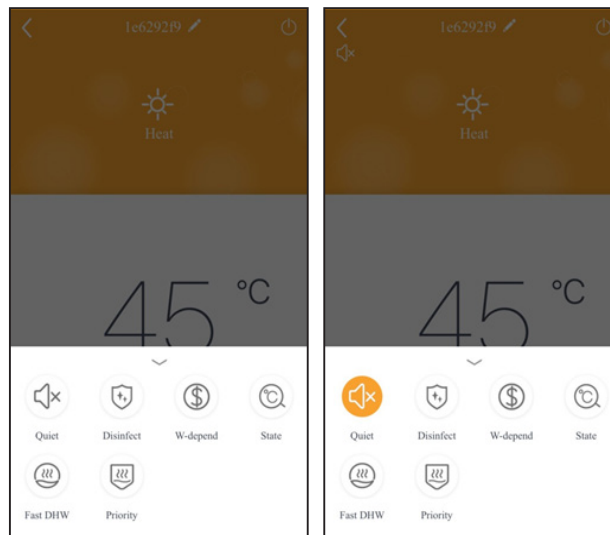 1e6292f9
Heat
45 °C
Quiet
Disinfect
W-depend
State
Fast DHW
Priority
1e6292f9
Heat
45 °C
Quiet
Disinfect
W-depend
State
Fast DHW
Priority